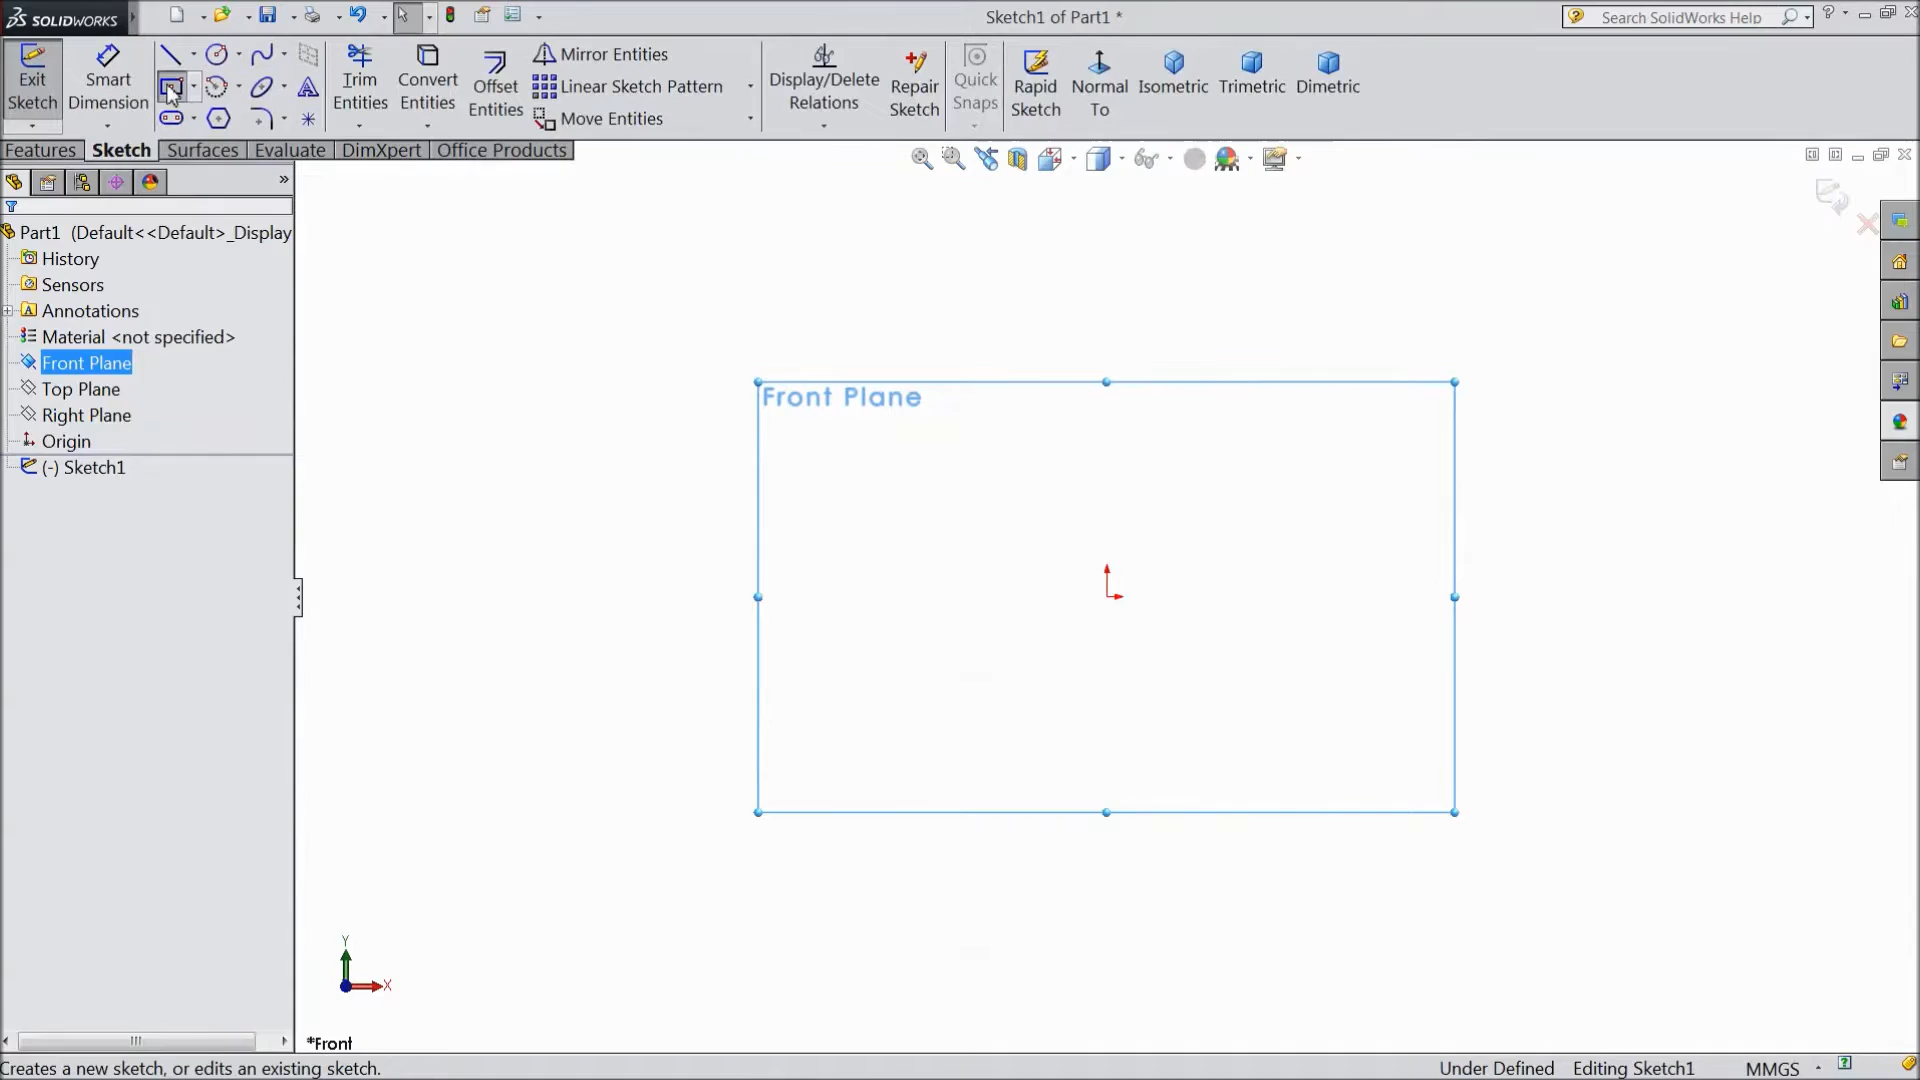 SOLIDWORKS
Sketch1 of Part1 *
Search SolidWorks Help
Exit Sketch
Smart Dimension
Trim Entities
Convert Entities
Offset Entities
Mirror Entities
Linear Sketch Pattern
Move Entities
Display/Delete Relations
Repair Sketch
Quick Snaps
Rapid Sketch
Normal To
Isometric
Trimetric
Dimetric
Features
Sketch
Surfaces
Evaluate
DimXpert
Office Products
Part1 (Default<<Default>_Display
History
Sensors
Annotations
Material <not specified>
Front Plane
Top Plane
Right Plane
Origin
(-) Sketch1
Front Plane
Y
X
*Front
Creates a new sketch, or edits an existing sketch.
Under Defined
Editing Sketch1
MMGS